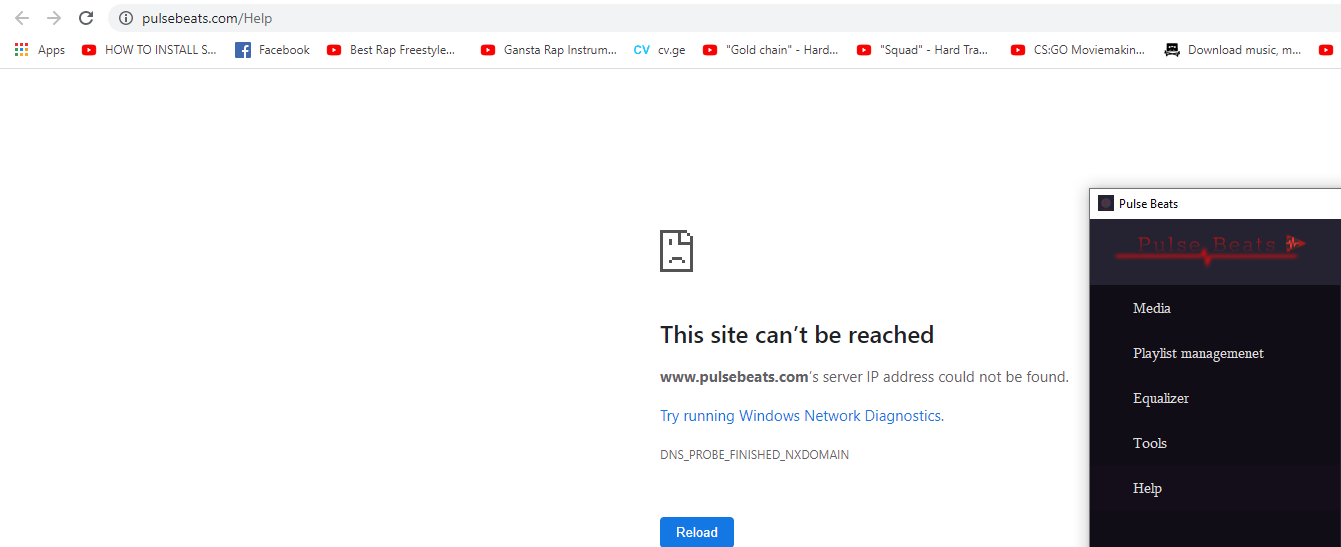 pulsebeats.com/Help
Apps HOW TO INSTALL S... Facebook Best Rap Freestyle... Gansta Rap Instrum... CV cv.ge "Gold chain" - Hard... "Squad" - Hard Tra... CS:GO Moviemakin... Download music, m...
Pulse Beats
Pulse Beats
Media
Playlist managemenet
Equalizer
Tools
Help
This site can't be reached
www.pulsebeats.com's server IP address could not be found.
Try running Windows Network Diagnostics.
DNS_PROBE_FINISHED_NXDOMAIN
Reload